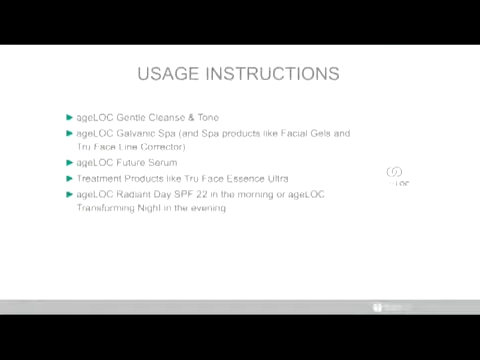 USAGE INSTRUCTIONS
ageLOC Gentle Cleanse & Tone
ageLOC Galvanic Spa (and Spa products like Facial Gels and
Tru Face Line Corrector)
ageLOC Future Serum
Treatment Products like Tru Face Essence Ultra
ageLOC Radiant Day SPF 22 in the morning or ageLOC
Transforming Night in the evening
LOC